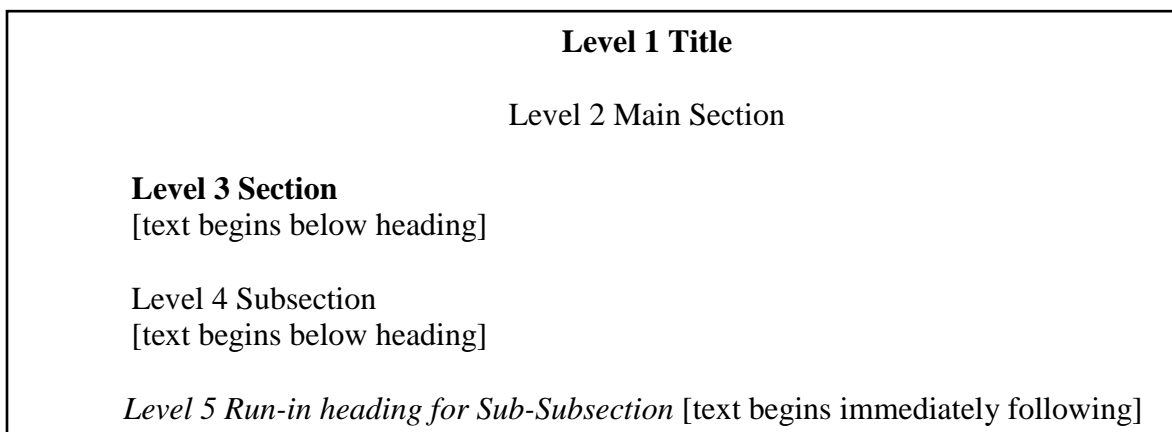 Level 1 Title
Level 2 Main Section
Level 3 Section
[text begins below heading]
Level 4 Subsection
[text begins below heading]
Level 5 Run-in heading for Sub-Subsection [text begins immediately following]